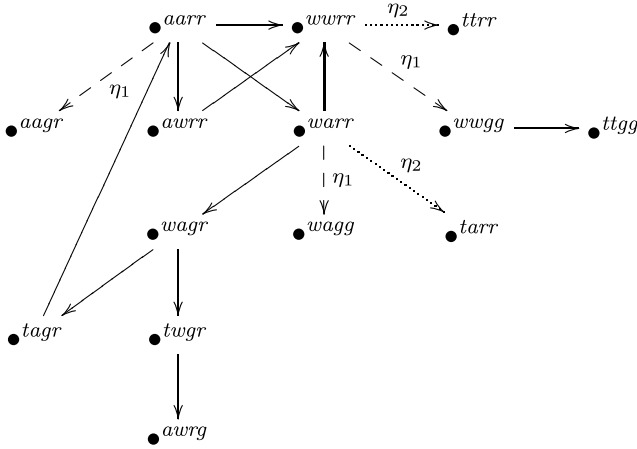 aarr wwrr η₂ ttrr
η₁ η₁
aagr awrr warr wwgg ttgg
η₁ η₂
wagr wagg tarr
tagr twgr
awrg